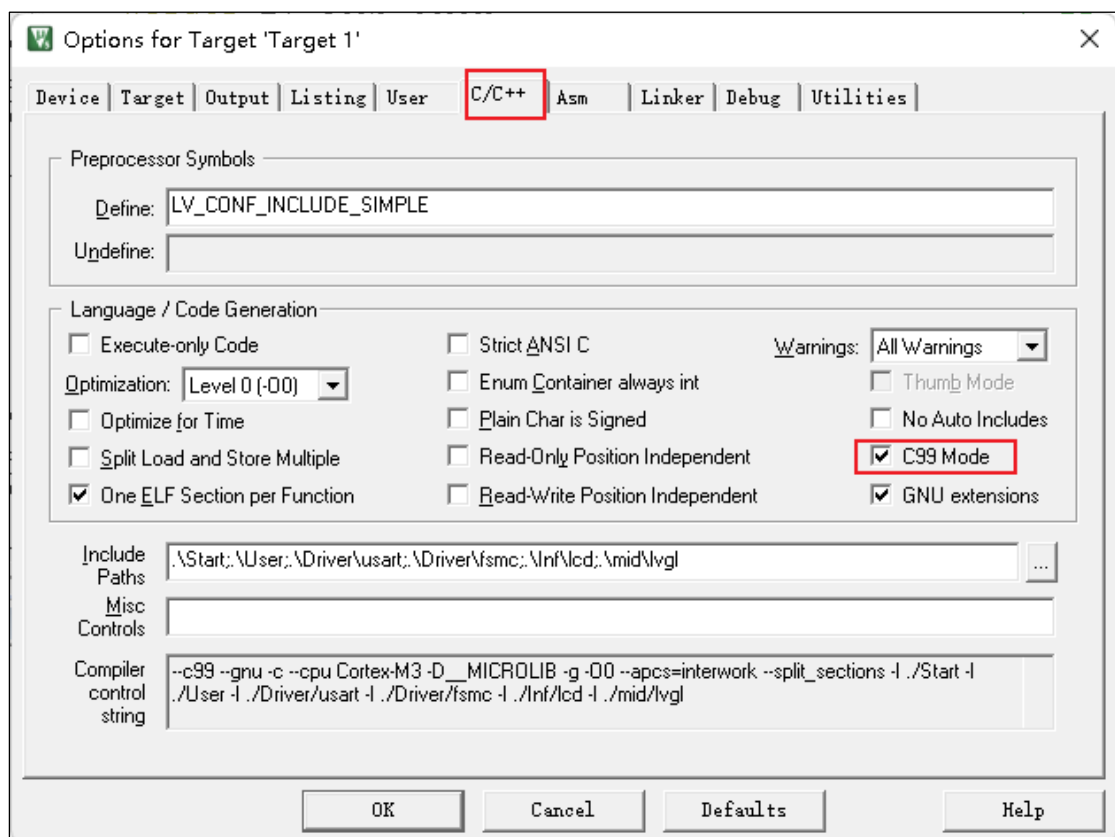 Options for Target 'Target 1'
Device Target Output Listing User C/C++ Asm Linker Debug Utilities
Preprocessor Symbols
Define: LV_CONF_INCLUDE_SIMPLE
Undefine:
Language / Code Generation
Execute-only Code Strict ANSI C Warnings: All Warnings
Optimization: Level 0 (-O0) Enum Container always int Thumb Mode
Optimize for Time Plain Char is Signed No Auto Includes
Split Load and Store Multiple Read-Only Position Independent C99 Mode
One ELF Section per Function Read-Write Position Independent GNU extensions
Include Paths .\Start;.\User;.\Driver\usart;.\Driver\fsmc;.\Inf\lcd;.\mid\lvgl ...
Misc Controls
Compiler control string --c99 --gnu -c --cpu Cortex-M3 -D__MICROLIB -g -O0 --apcs=interwork --split_sections -I ./Start -I
./User -I ../Driver/usart -I ../Driver/fsmc -I ../Inf/lcd -I ../mid/lvgl
OK Cancel Defaults Help